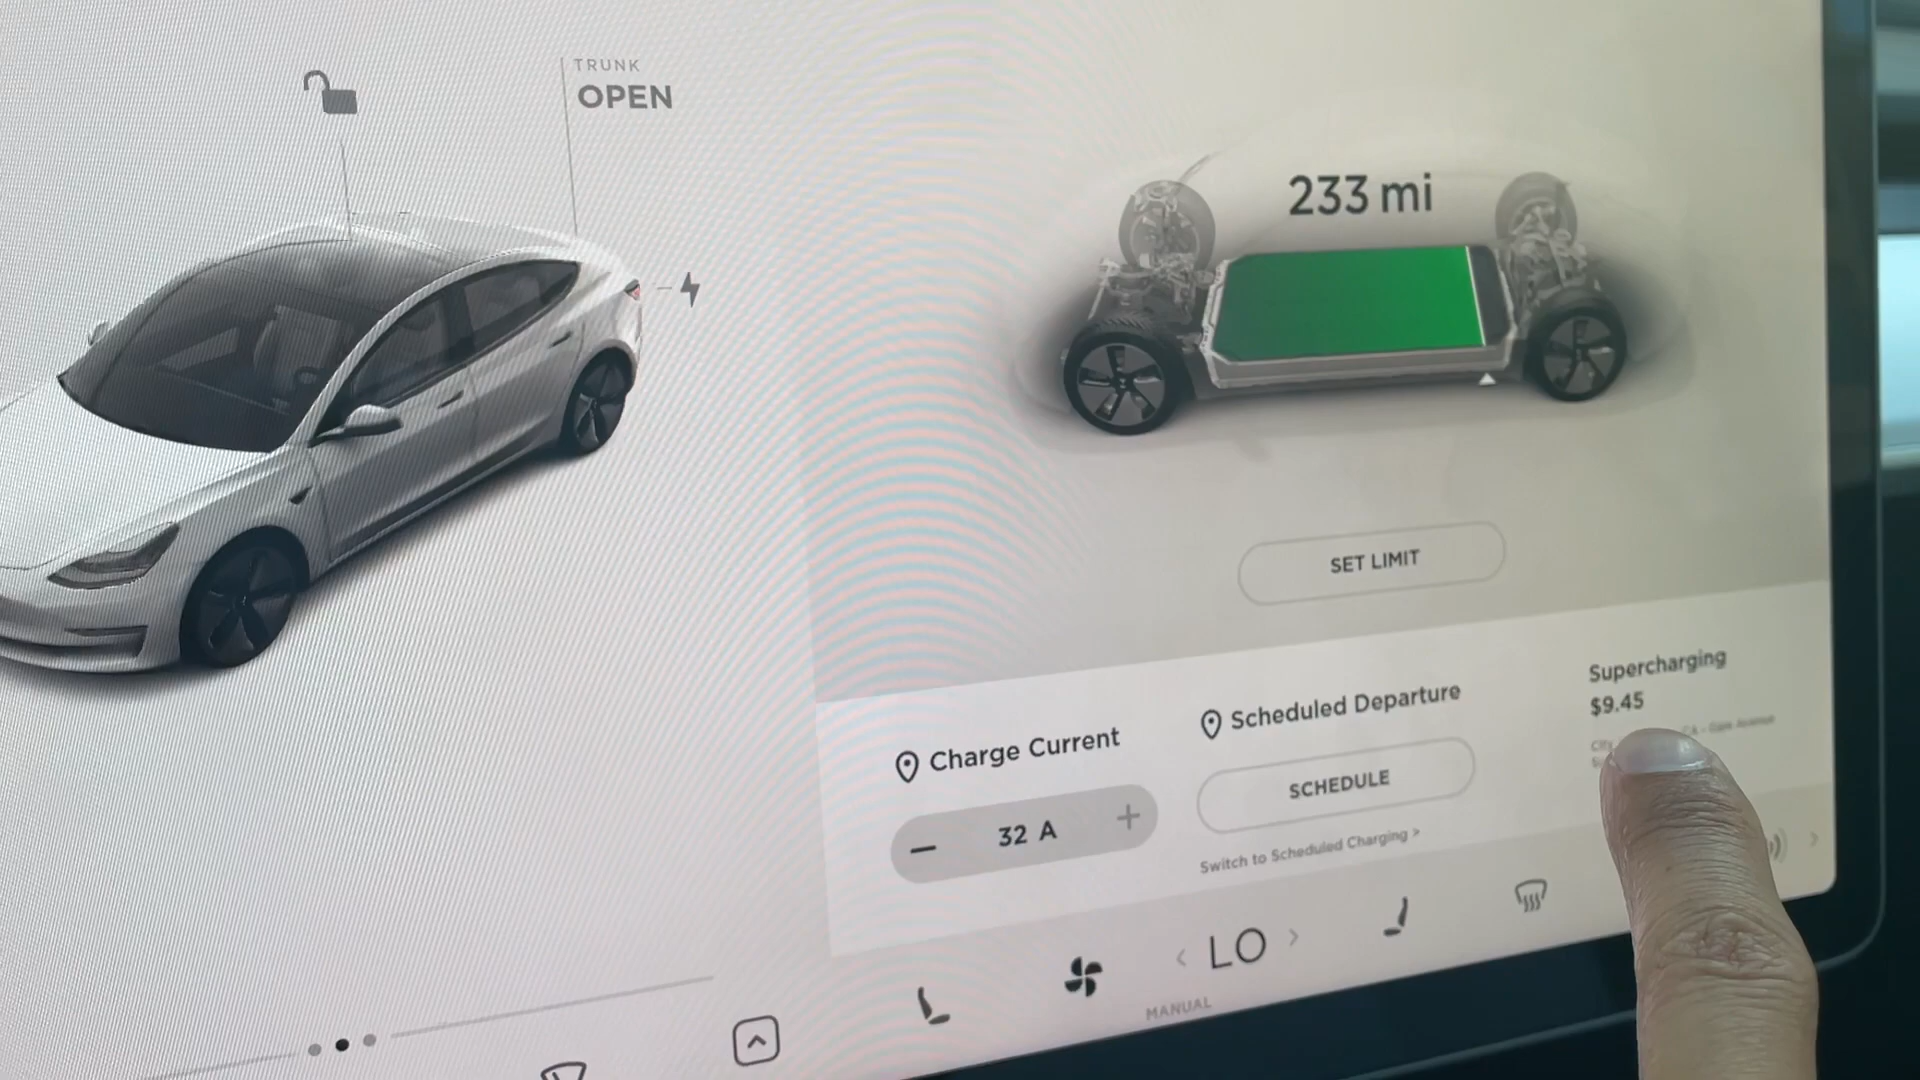 TRUNK
OPEN
233 mi
SET LIMIT
Charge Current
32 A
Scheduled Departure
SCHEDULE
Switch to Scheduled Charging >
Supercharging
$9.45
LO
MANUAL